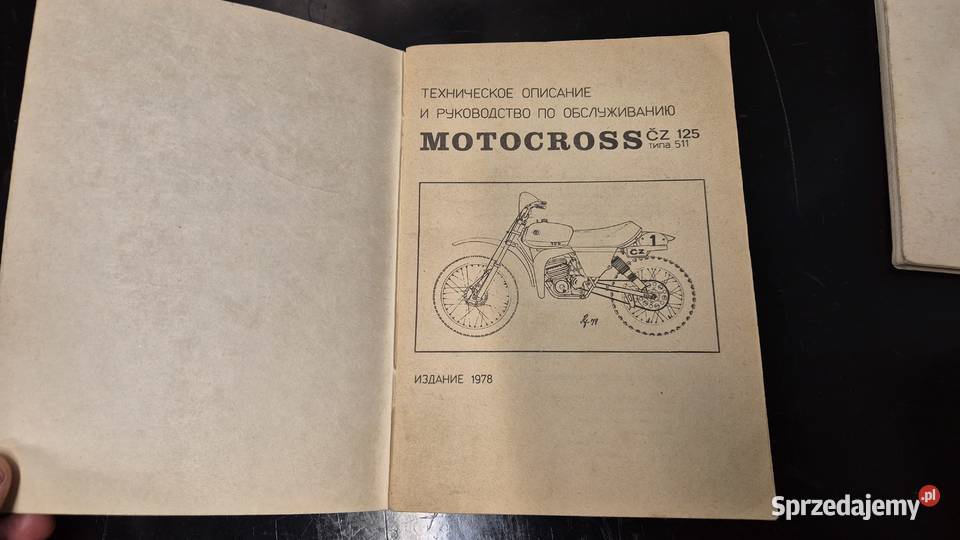 ТЕХНИЧЕСКОЕ ОПИСАНИЕ
И РУКОВОДСТВО ПО ОБСЛУЖИВАНИЮ
MOTOCROSS ČZ 125
типа 511
1
ČZ
ИЗДАНИЕ 1978
Sprzedajemy.pl